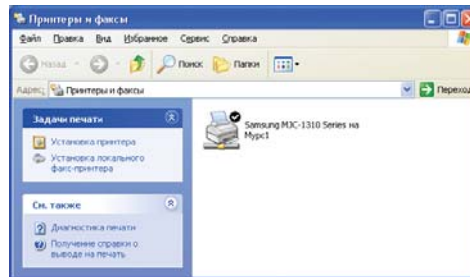 Принтеры и факсы
Файл Правка Вид Избранное Сервис Справка
Назад Поиск Папки
Адрес: Принтеры и факсы Переход
Задачи печати
Установка принтера
Установка локального
факс-принтера
См. также
Диагностика печати
Получение справки о
выводе на печать
Samsung MJC-1310 Series на
Mypc1